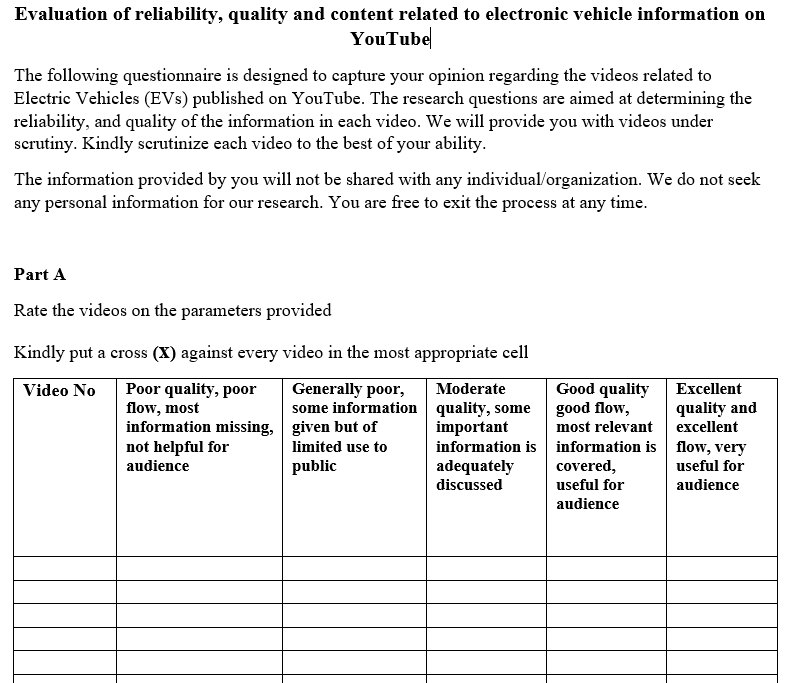 Evaluation of reliability, quality and content related to electronic vehicle information on
YouTube
The following questionnaire is designed to capture your opinion regarding the videos related to
Electric Vehicles (EVs) published on YouTube. The research questions are aimed at determining the
reliability, and quality of the information in each video. We will provide you with videos under
scrutiny. Kindly scrutinize each video to the best of your ability.
The information provided by you will not be shared with any individual/organization. We do not seek
any personal information for our research. You are free to exit the process at any time.
Part A
Rate the videos on the parameters provided
Kindly put a cross (X) against every video in the most appropriate cell
Video No
Poor quality, poor
flow, most
information missing,
not helpful for
audience
Generally poor,
some information
given but of
limited use to
public
Moderate
quality, some
important
information is
adequately
discussed
Good quality
good flow,
most relevant
information is
covered,
useful for
audience
Excellent
quality and
excellent
flow, very
useful for
audience